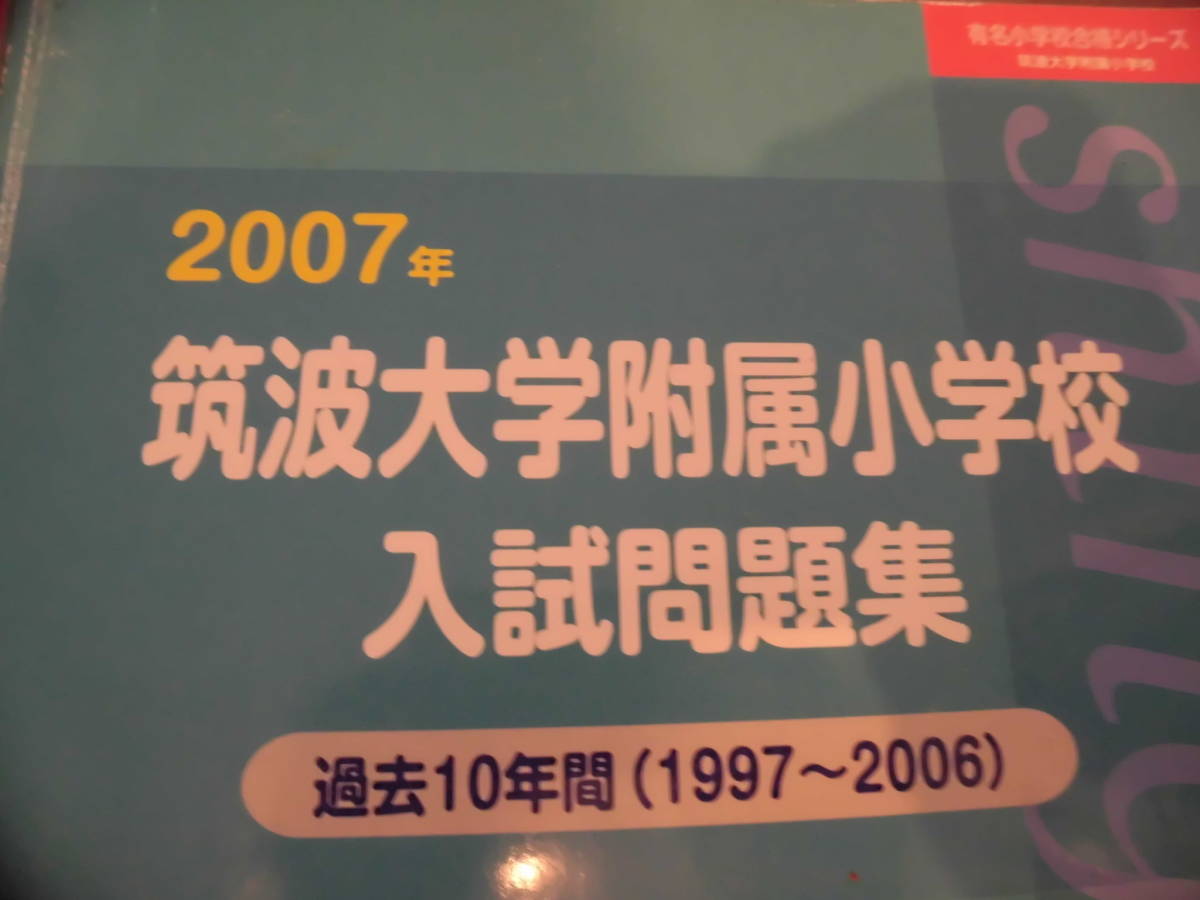 有名小学校合格シリーズ
筑波大学附属小学校
2007年
筑波大学附属小学校
入試問題集
過去10年間(1997～2006)